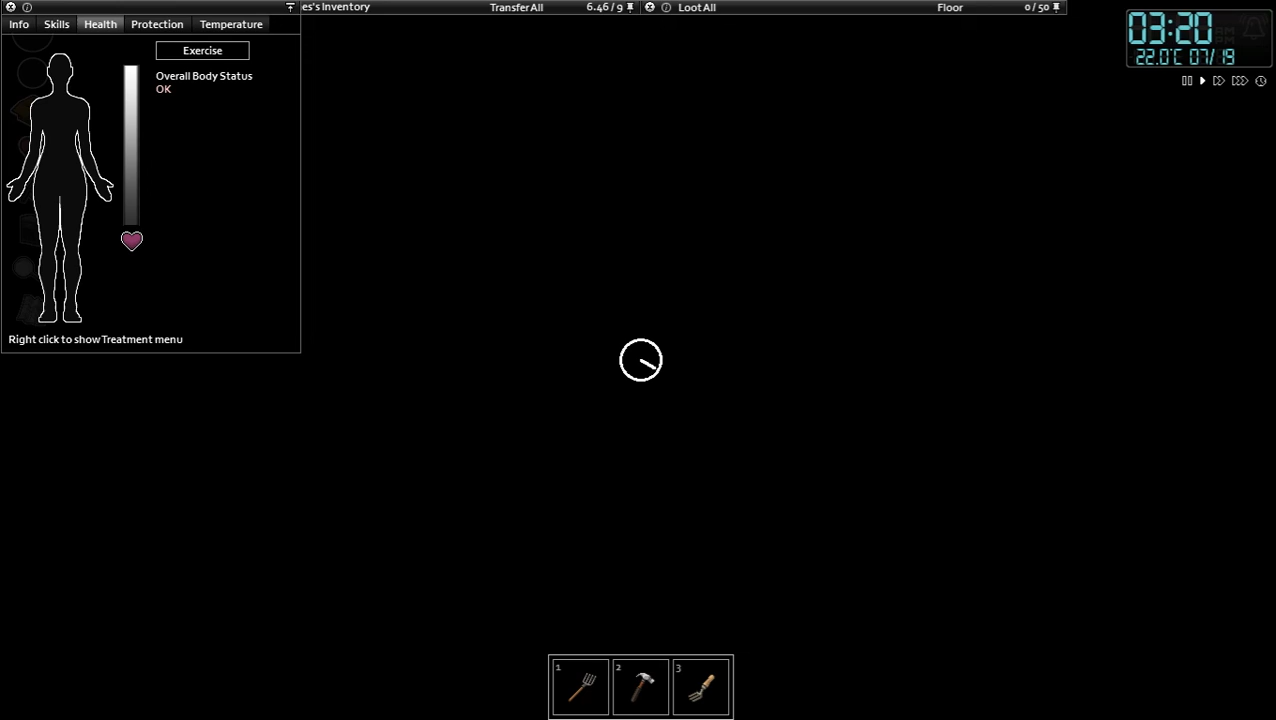 es's Inventory Transfer All 6.46 / 9 Loot All Floor 0 / 50
Info Skills Health Protection Temperature
03:20
22.0°C 07/19
Exercise
Overall Body Status
OK
Right click to show Treatment menu
1 2 3